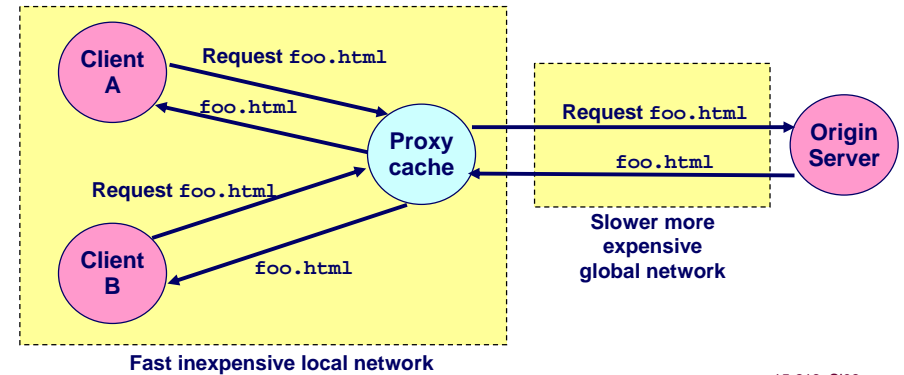 Client
A
Request foo.html
foo.html
Proxy
cache
Request foo.html
Client
B
foo.html
Fast inexpensive local network
Request foo.html
foo.html
Origin
Server
Slower more
expensive
global network